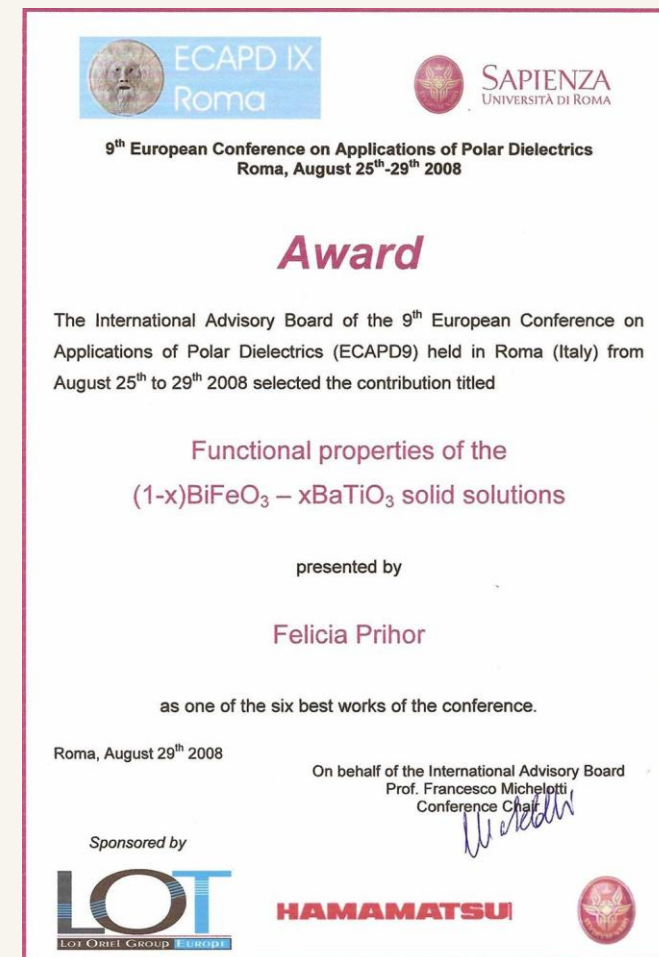 ECAPD IX
Roma
SAPIENZA
UNIVERSITÀ DI ROMA
9th European Conference on Applications of Polar Dielectrics
Roma, August 25th-29th 2008
Award
The International Advisory Board of the 9th European Conference on
Applications of Polar Dielectrics (ECAPD9) held in Roma (Italy) from
August 25th to 29th 2008 selected the contribution titled
Functional properties of the
(1-x)BiFeO₃ – xBaTiO₃ solid solutions
presented by
Felicia Prihor
as one of the six best works of the conference.
Roma, August 29th 2008
On behalf of the International Advisory Board
Prof. Francesco Michelotti
Conference Chair
Sponsored by
LOT
LOT ORIEL GROUP EUROPE
HAMAMATSU